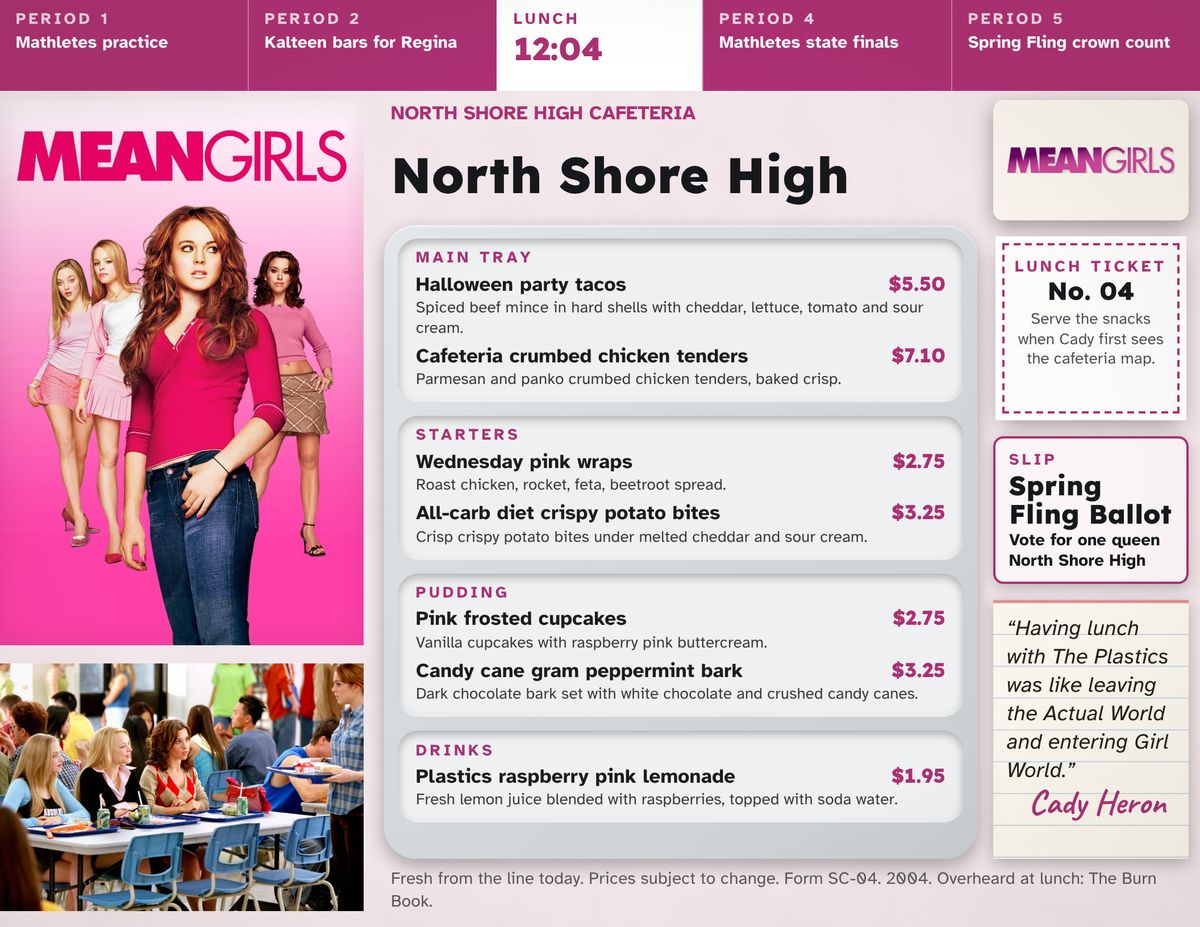 PERIOD 1
Mathletes practice
PERIOD 2
Kalteen bars for Regina
LUNCH
12:04
PERIOD 4
Mathletes state finals
PERIOD 5
Spring Fling crown count
MEANGIRLS
NORTH SHORE HIGH CAFETERIA
North Shore High
MAIN TRAY
Halloween party tacos $5.50
Spiced beef mince in hard shells with cheddar, lettuce, tomato and sour
cream.
Cafeteria crumbed chicken tenders $7.10
Parmesan and panko crumbed chicken tenders, baked crisp.
STARTERS
Wednesday pink wraps $2.75
Roast chicken, rocket, feta, beetroot spread.
All-carb diet crispy potato bites $3.25
Crisp crispy potato bites under melted cheddar and sour cream.
PUDDING
Pink frosted cupcakes $2.75
Vanilla cupcakes with raspberry pink buttercream.
Candy cane gram peppermint bark $3.25
Dark chocolate bark set with white chocolate and crushed candy canes.
DRINKS
Plastics raspberry pink lemonade $1.95
Fresh lemon juice blended with raspberries, topped with soda water.
Fresh from the line today. Prices subject to change. Form SC-04. 2004. Overheard at lunch: The Burn
Book.
MEANGIRLS
LUNCH TICKET
No. 04
Serve the snacks
when Cady first sees
the cafeteria map.
SLIP
Spring
Fling Ballot
Vote for one queen
North Shore High
“Having lunch
with The Plastics
was like leaving
the Actual World
and entering Girl
World.”
Cady Heron